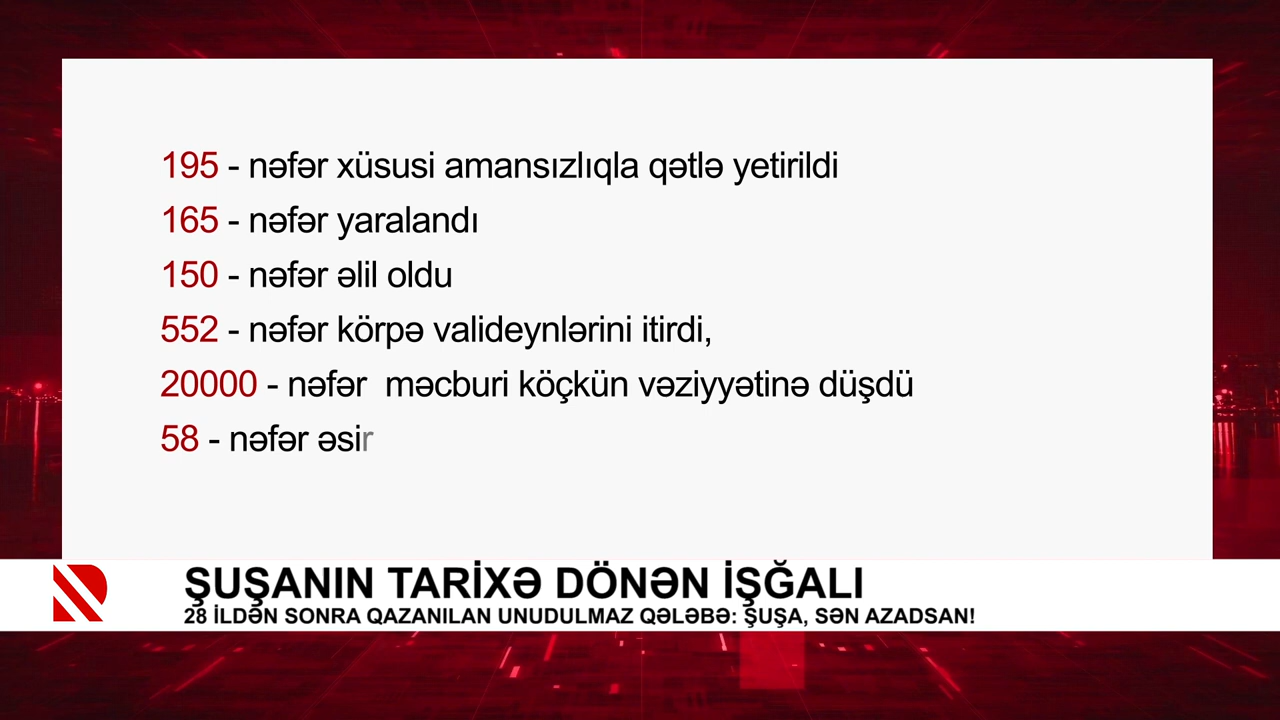 195 - nəfər xüsusi amansızlıqla qətlə yetirildi
165 - nəfər yaralandı
150 - nəfər əlil oldu
552 - nəfər körpə valideynlərini itirdi,
20000 - nəfər  məcburi köçkün vəziyyətinə düşdü
58 - nəfər əsir
ŞUŞANIN TARİXƏ DÖNƏN İŞĞALI
28 İLDƏN SONRA QAZANILAN UNUDULMAZ QƏLƏBƏ: ŞUŞA, SƏN AZADSAN!